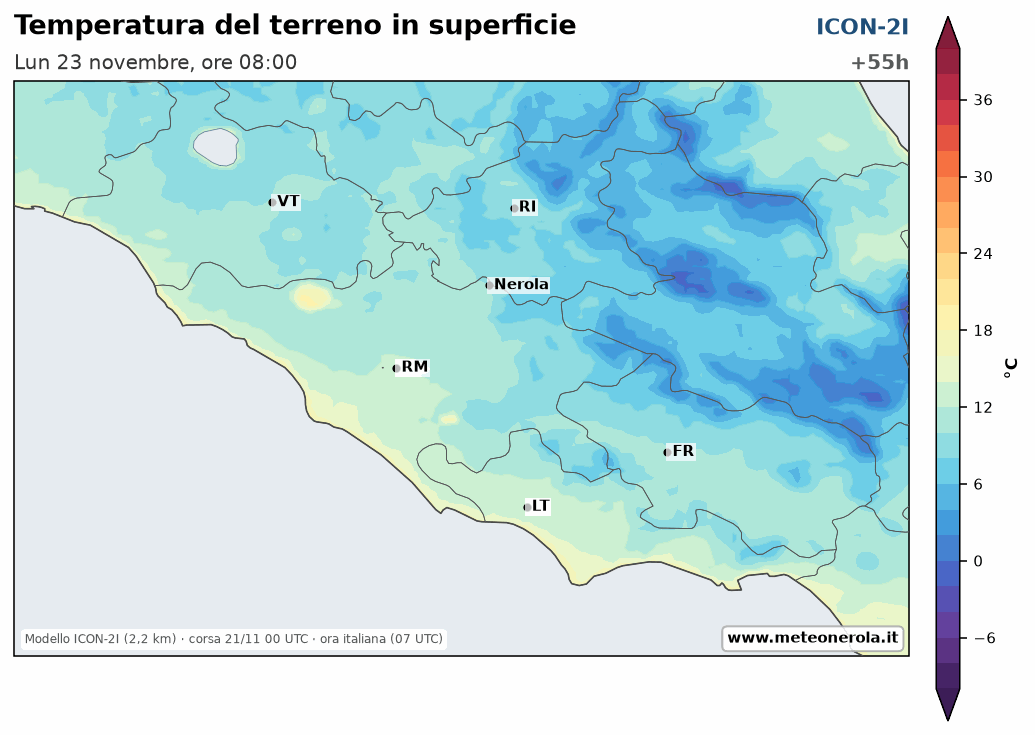 Temperatura del terreno in superficie
ICON-2I
Lun 23 novembre, ore 08:00
+55h
VT
RI
Nerola
RM
FR
LT
Modello ICON-2I (2,2 km) · corsa 21/11 00 UTC · ora italiana (07 UTC)
www.meteonerola.it
36
30
24
18
12
6
0
−6
°C